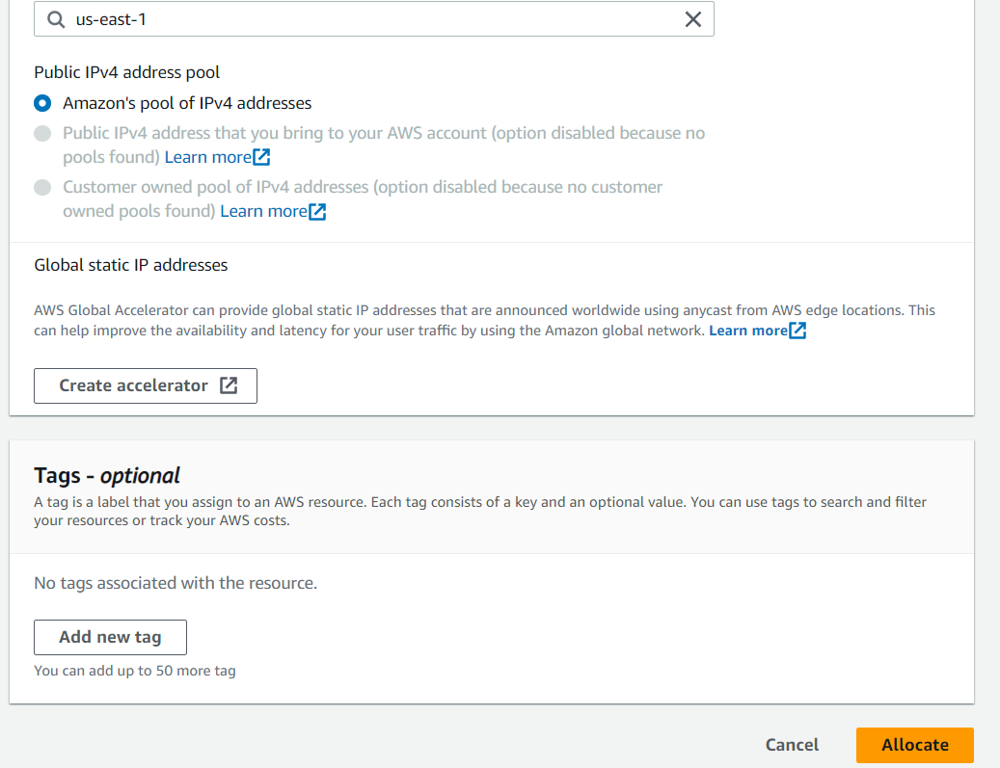 us-east-1
Public IPv4 address pool
Amazon's pool of IPv4 addresses
Public IPv4 address that you bring to your AWS account (option disabled because no
pools found) Learn more
Customer owned pool of IPv4 addresses (option disabled because no customer
owned pools found) Learn more
Global static IP addresses
AWS Global Accelerator can provide global static IP addresses that are announced worldwide using anycast from AWS edge locations. This
can help improve the availability and latency for your user traffic by using the Amazon global network. Learn more
Create accelerator
Tags - optional
A tag is a label that you assign to an AWS resource. Each tag consists of a key and an optional value. You can use tags to search and filter
your resources or track your AWS costs.
No tags associated with the resource.
Add new tag
You can add up to 50 more tag
Cancel Allocate